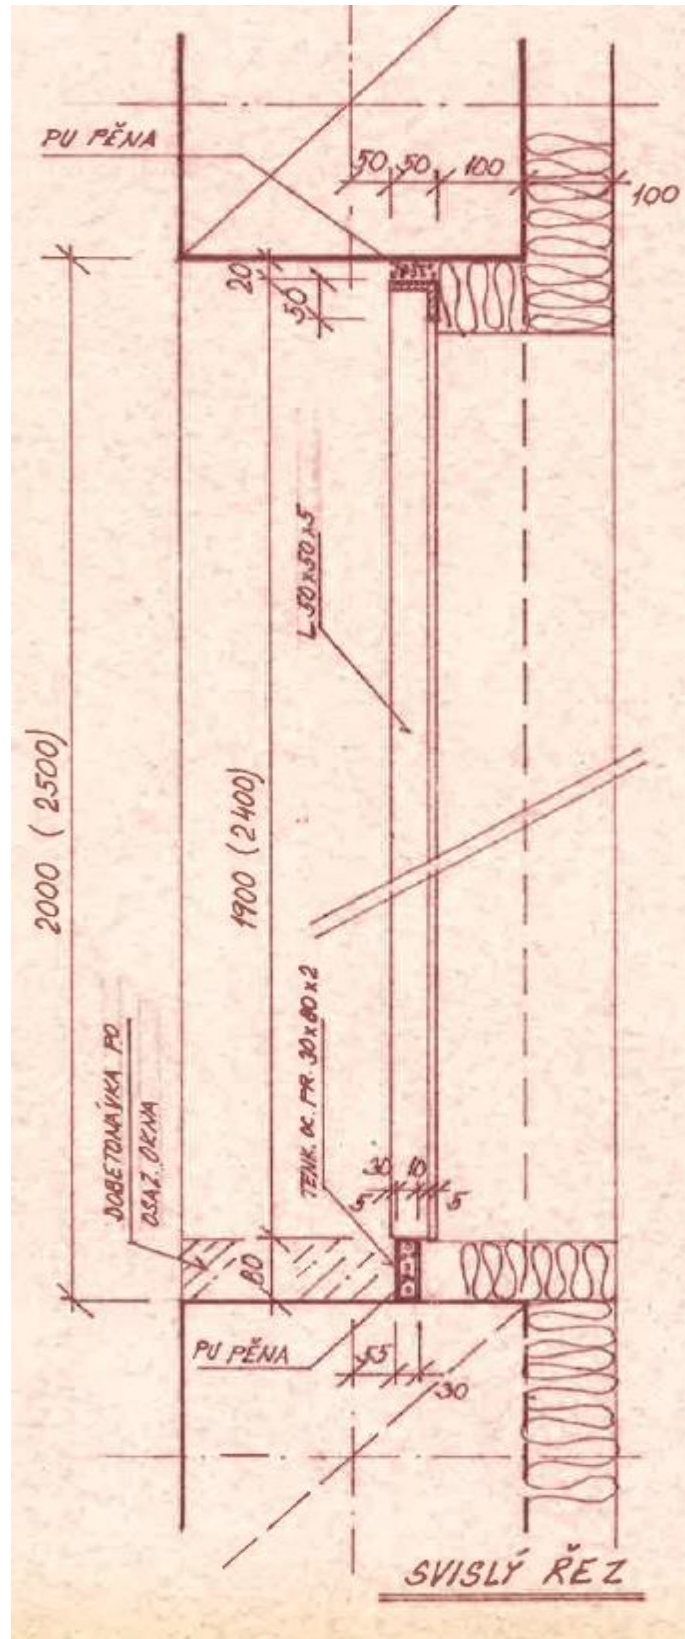 PU PĚNA
50 50 100
100
20
50
L 50x50x5
2000 (2500)
1900 (2400)
DOBETONÁVKA PO
OSAZ. OKNA
TENK. OC. PR. 30x80x2
30 10
5 5
80
PU PĚNA
55
30
SVISLÝ ŘEZ